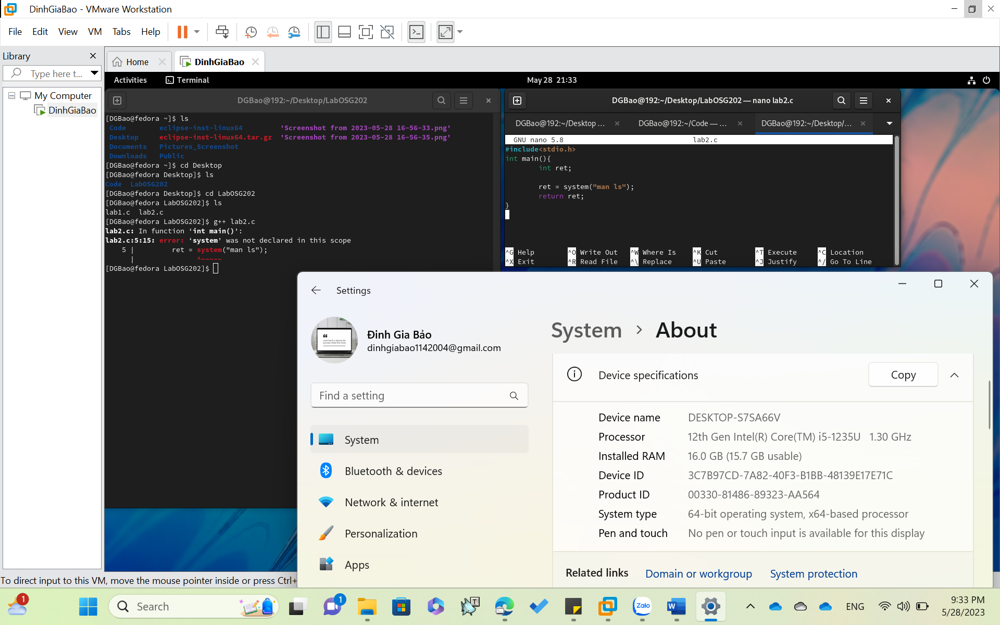 DinhGiaBao - VMware Workstation
File Edit View VM Tabs Help
Library
Type here t...
My Computer
DinhGiaBao
Home
DinhGiaBao
Activities
Terminal
May 28 21:33
DGBao@192:~/Desktop/LabOSG202
[DGBao@fedora ~]$ ls
Code eclipse-inst-linux64 'Screenshot from 2023-05-28 16-56-33.png'
Desktop eclipse-inst-linux64.tar.gz 'Screenshot from 2023-05-28 16-56-35.png'
Documents Pictures_Screenshot
Downloads Public
[DGBao@fedora ~]$ cd Desktop
[DGBao@fedora Desktop]$ ls
Code LabOSG202
[DGBao@fedora Desktop]$ cd LabOSG202
[DGBao@fedora LabOSG202]$ ls
lab1.c lab2.c
[DGBao@fedora LabOSG202]$ g++ lab2.c
lab2.c: In function ‘int main()’:
lab2.c:5:15: error: ‘system’ was not declared in this scope
5 | ret = system("man ls");
| ^~~~~~
[DGBao@fedora LabOSG202]$
DGBao@192:~/Desktop/LabOSG202 — nano lab2.c
DGBao@192:~/Desktop ...
DGBao@192:~/Code — ...
DGBao@192:~/Desktop/...
GNU nano 5.8 lab2.c
#include<stdio.h>
int main(){
int ret;
ret = system("man ls");
return ret;
}
^G Help ^O Write Out ^W Where Is ^K Cut ^T Execute ^C Location
^X Exit ^R Read File ^\ Replace ^U Paste ^J Justify ^/ Go To Line
Settings
Đinh Gia Bảo
dinhgiabao1142004@gmail.com
Find a setting
System
Bluetooth & devices
Network & internet
Personalization
Apps
System > About
Device specifications
Copy
Device name DESKTOP-S7SA66V
Processor 12th Gen Intel(R) Core(TM) i5-1235U 1.30 GHz
Installed RAM 16.0 GB (15.7 GB usable)
Device ID 3C7B97CD-7A82-40F3-B1BB-48139E17E71C
Product ID 00330-81486-89323-AA564
System type 64-bit operating system, x64-based processor
Pen and touch No pen or touch input is available for this display
Related links Domain or workgroup System protection
To direct input to this VM, move the mouse pointer inside or press Ctrl+
1
Search
1
T
Zalo
W
ENG
9:33 PM
5/28/2023